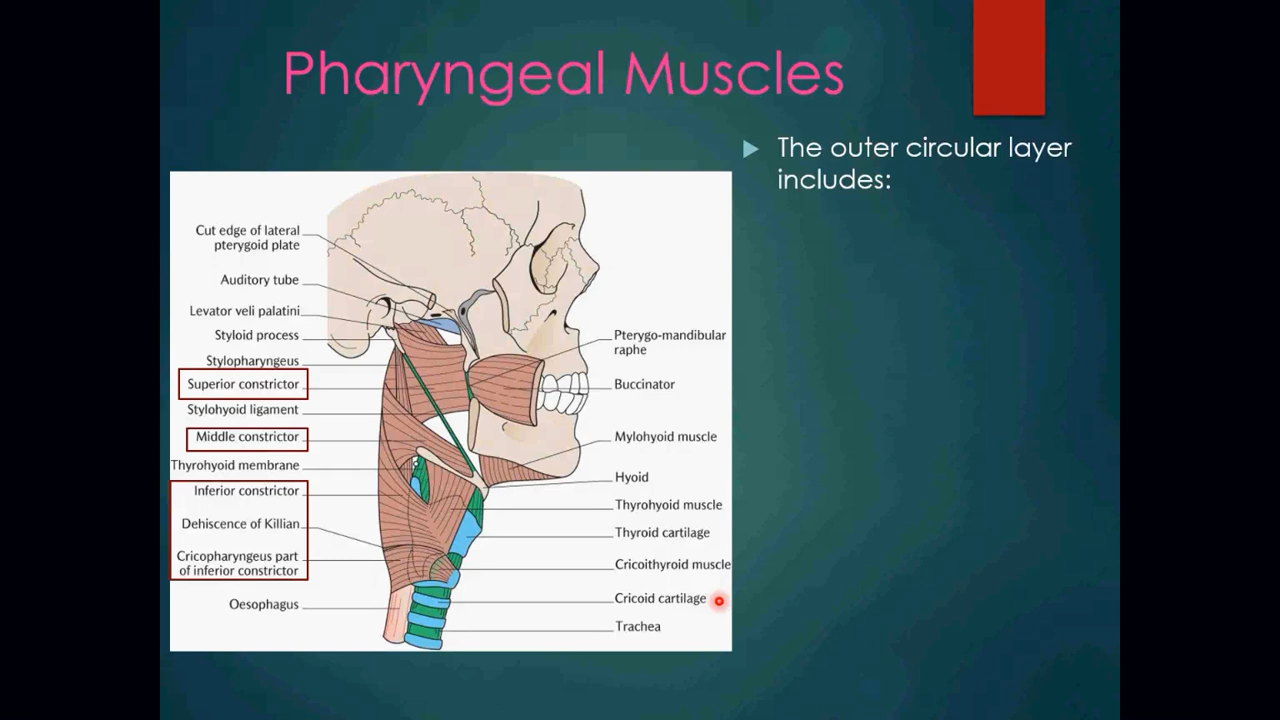 Pharyngeal Muscles
The outer circular layer
includes:
Cut edge of lateral
pterygoid plate
Auditory tube
Levator veli palatini
Styloid process
Stylopharyngeus
Superior constrictor
Stylohyoid ligament
Middle constrictor
Thyrohyoid membrane
Inferior constrictor
Dehiscence of Killian
Cricopharyngeus part
of inferior constrictor
Oesophagus
Pterygo-mandibular
raphe
Buccinator
Mylohyoid muscle
Hyoid
Thyrohyoid muscle
Thyroid cartilage
Cricoithyroid muscle
Cricoid cartilage
Trachea